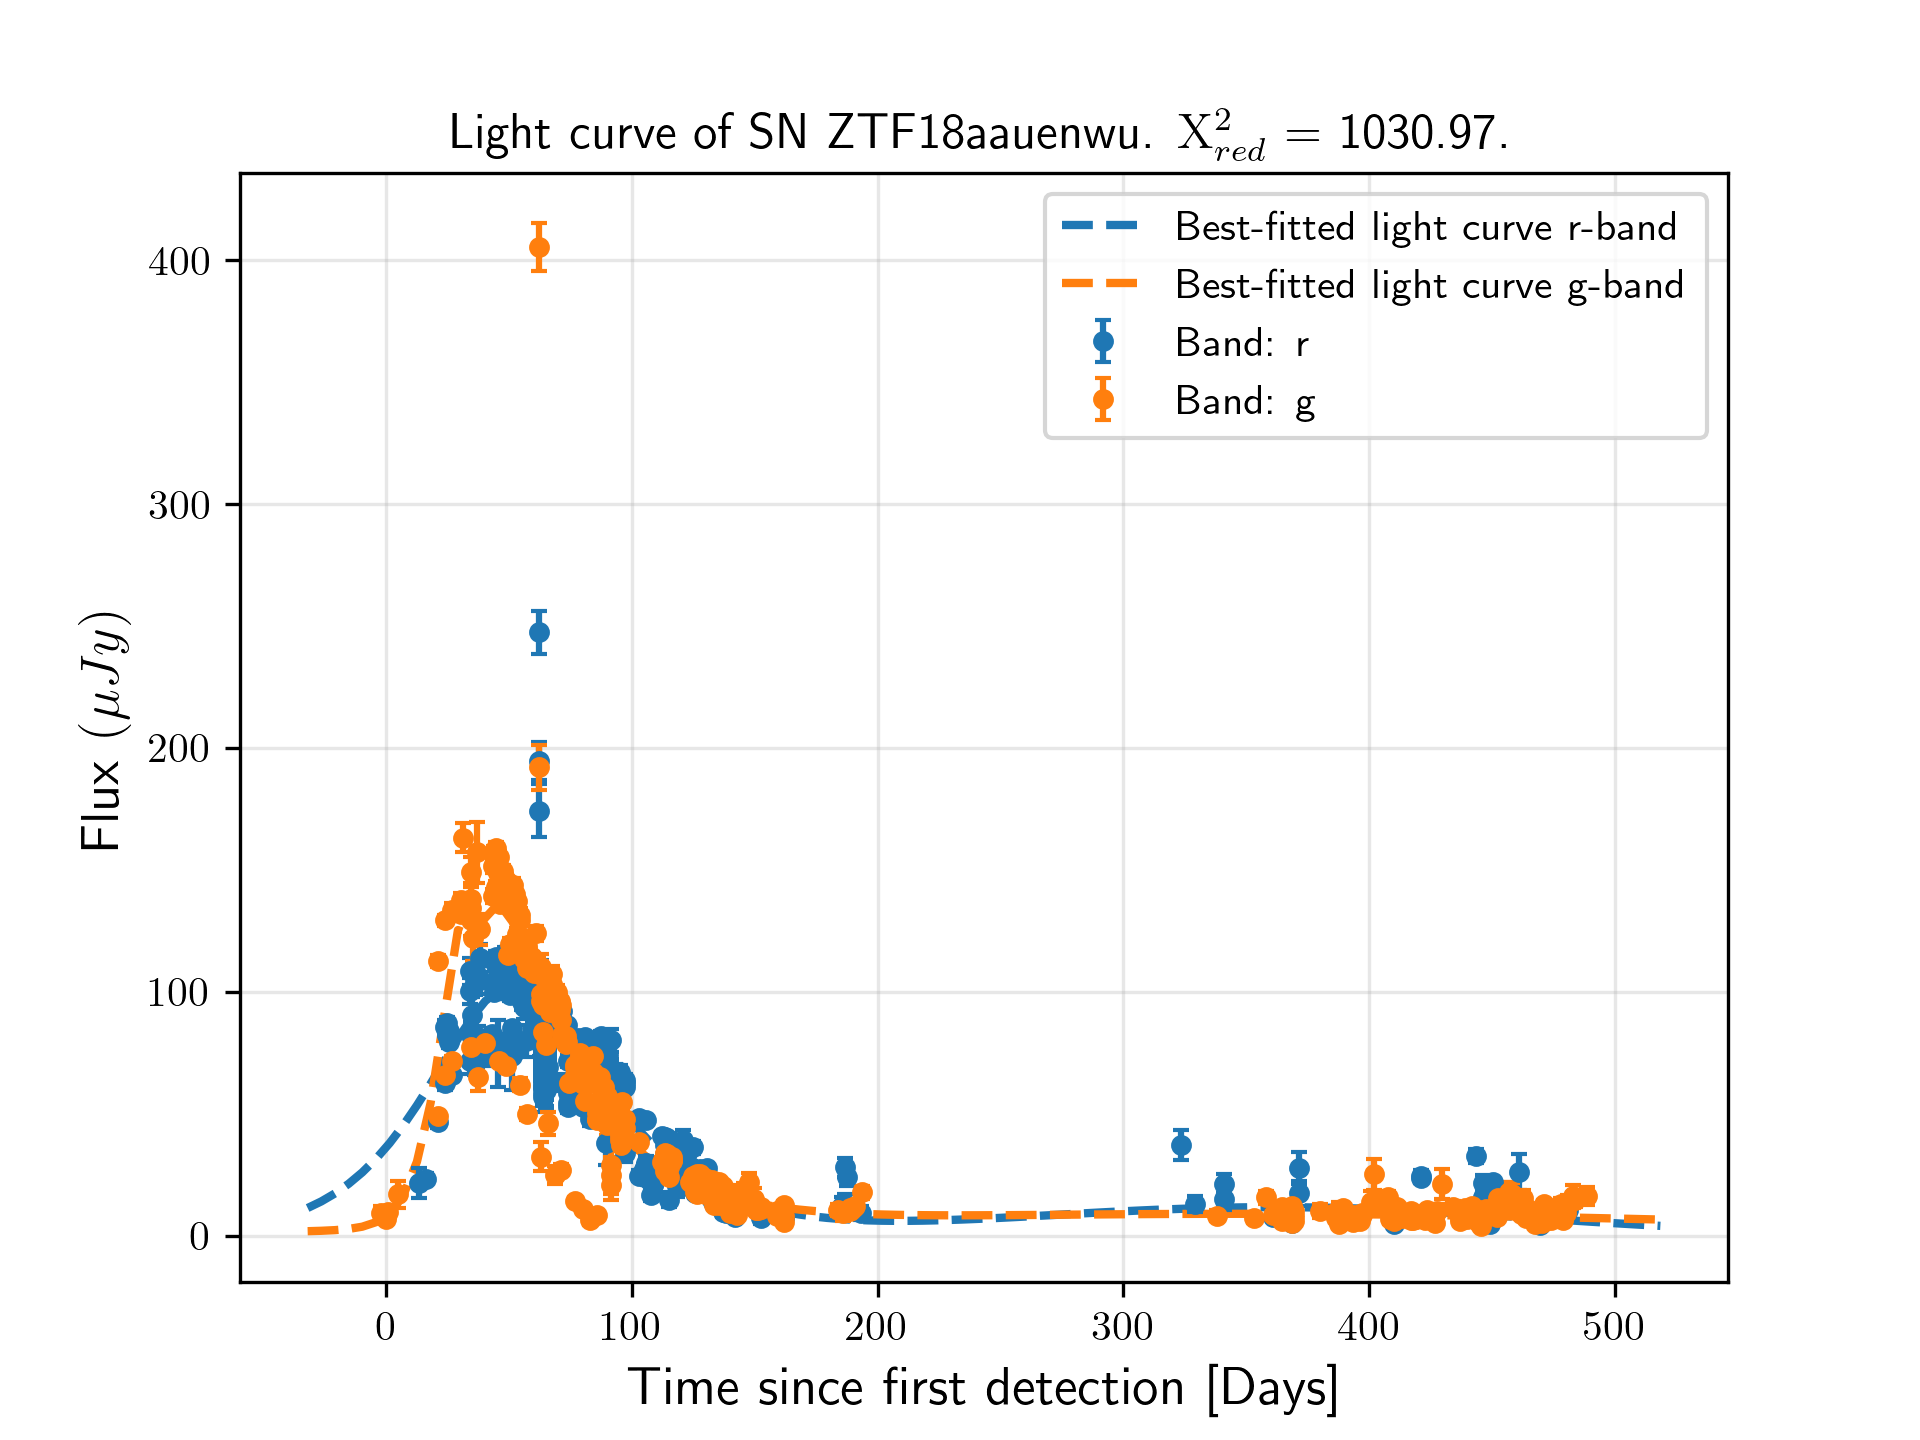 Light curve of SN ZTF18aauenwu. X²_red = 1030.97.
Best-fitted light curve r-band
Best-fitted light curve g-band
Band: r
Band: g
Flux (μJy)
400
300
200
100
0
0 100 200 300 400 500
Time since first detection [Days]